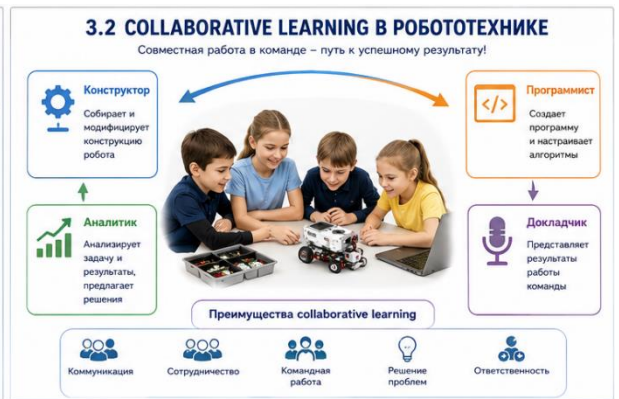 3.2 COLLABORATIVE LEARNING В РОБОТОТЕХНИКЕ
Совместная работа в команде – путь к успешному результату!
Конструктор
Собирает и
модифицирует
конструкцию
робота
Программист
Создает
программу
и настраивает
алгоритмы
Аналитик
Анализирует
задачу и
результаты,
предлагает
решения
Докладчик
Представляет
результаты
работы
команды
Преимущества collaborative learning
Коммуникация
Сотрудничество
Командная
работа
Решение
проблем
Ответственность